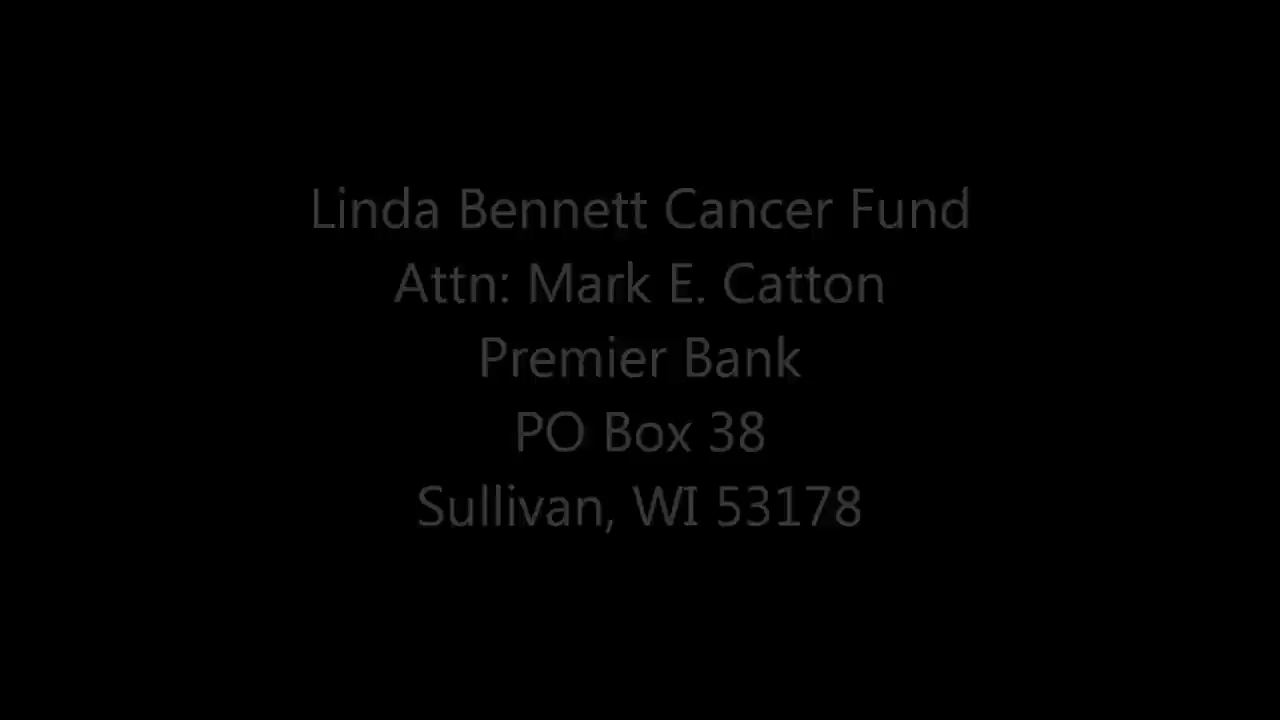 Linda Bennett Cancer Fund
Attn: Mark E. Catton
Premier Bank
PO Box 38
Sullivan, WI 53178